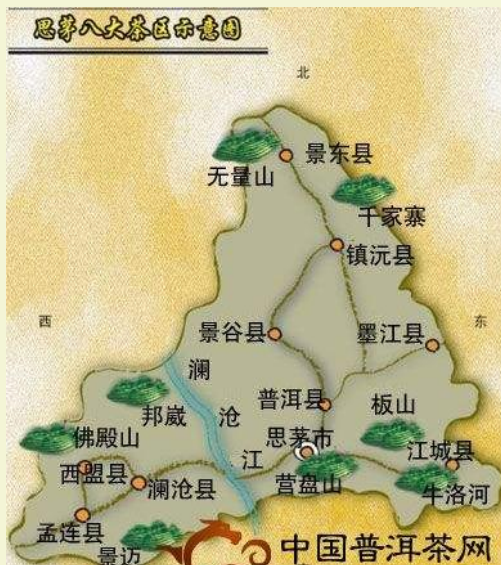 思茅八大茶区示意图
北
景东县
无量山
千家寨
镇沅县
西
东
景谷县
墨江县
澜
沧
江
普洱县
板山
邦崴
思茅市
佛殿山
江城县
西盟县
澜沧县
营盘山
牛洛河
孟连县
景迈
中国普洱茶网